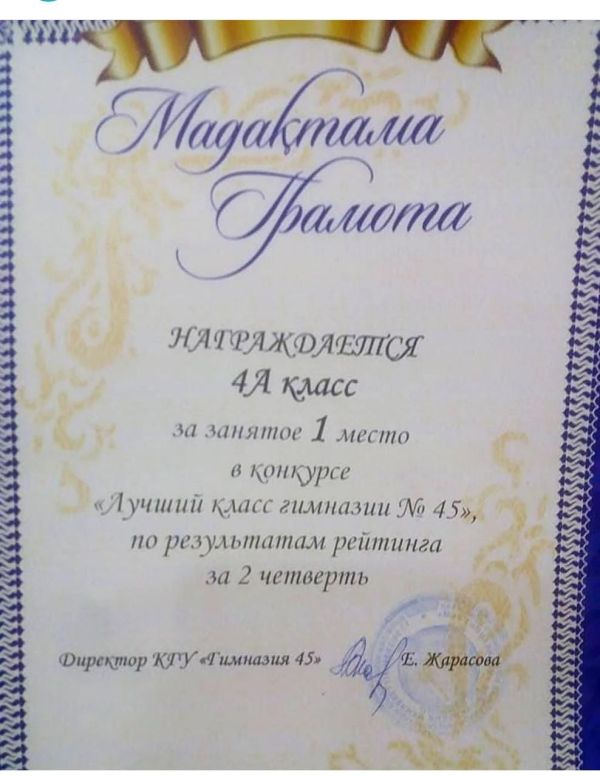 Мадақтама
Грамота
НАГРАЖДАЕТСЯ
4А класс
за занятое 1 место
в конкурсе
«Лучший класс гимназии № 45»,
по результатам рейтинга
за 2 четверть
Директор КГУ «Гимназия 45» Е. Жарасова